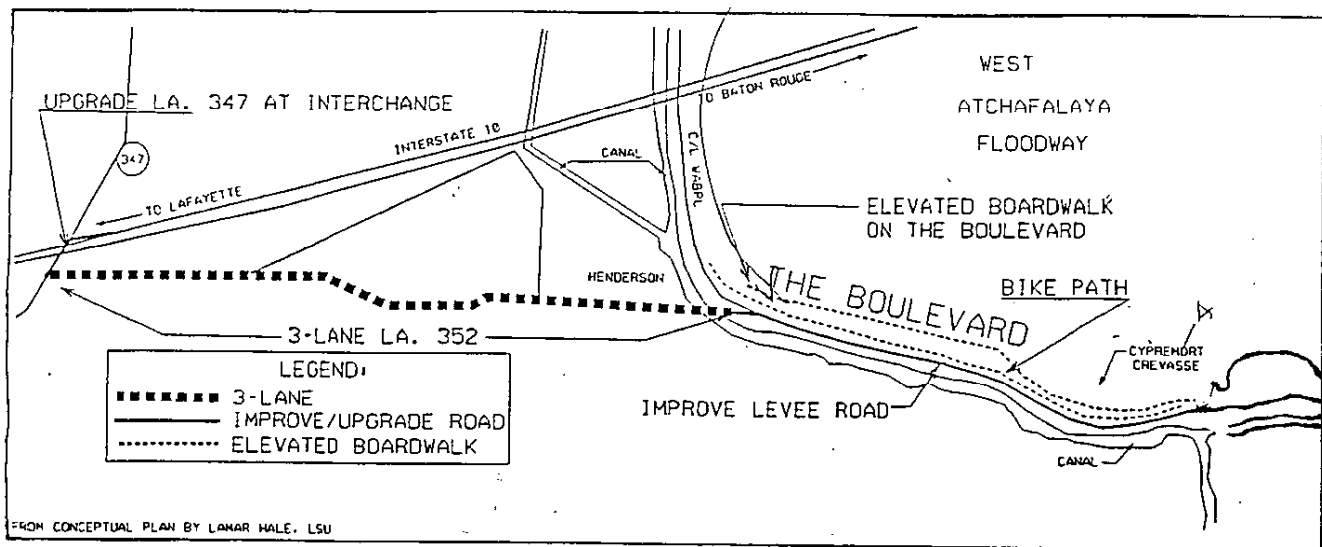 WEST
ATCHAFALAYA
FLOODWAY
UPGRADE LA. 347 AT INTERCHANGE
347
INTERSTATE 10
TO BATON ROUGE
TO LAFAYETTE
CANAL
C/L WABPL
ELEVATED BOARDWALK
ON THE BOULEVARD
HENDERSON
THE BOULEVARD
BIKE PATH
3-LANE LA. 352
CYPREMORT
CREVASSE
LEGEND:
3-LANE
IMPROVE/UPGRADE ROAD
ELEVATED BOARDWALK
IMPROVE LEVEE ROAD
CANAL
FROM CONCEPTUAL PLAN BY LAMAR HALE, LSU